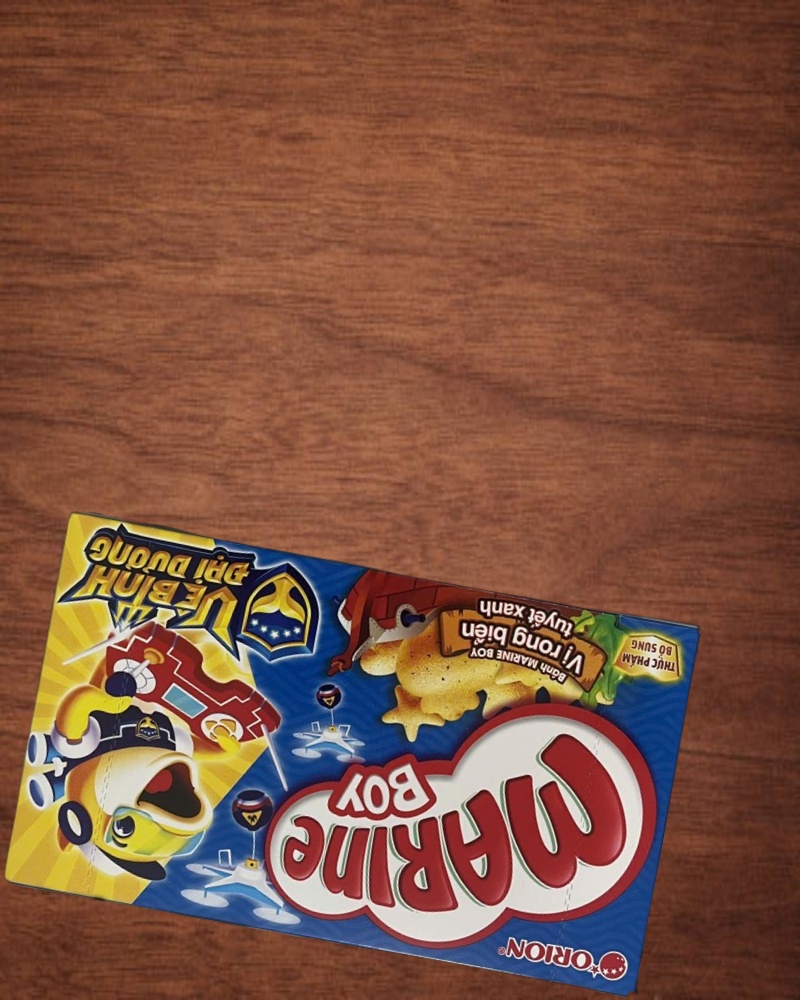 ORION®
MARINE
BOY
THỰC PHẨM
BỔ SUNG
Bánh MARINE BOY
Vị rong biển
tuyết xanh
VỆ BINH
ĐẠI DƯƠNG